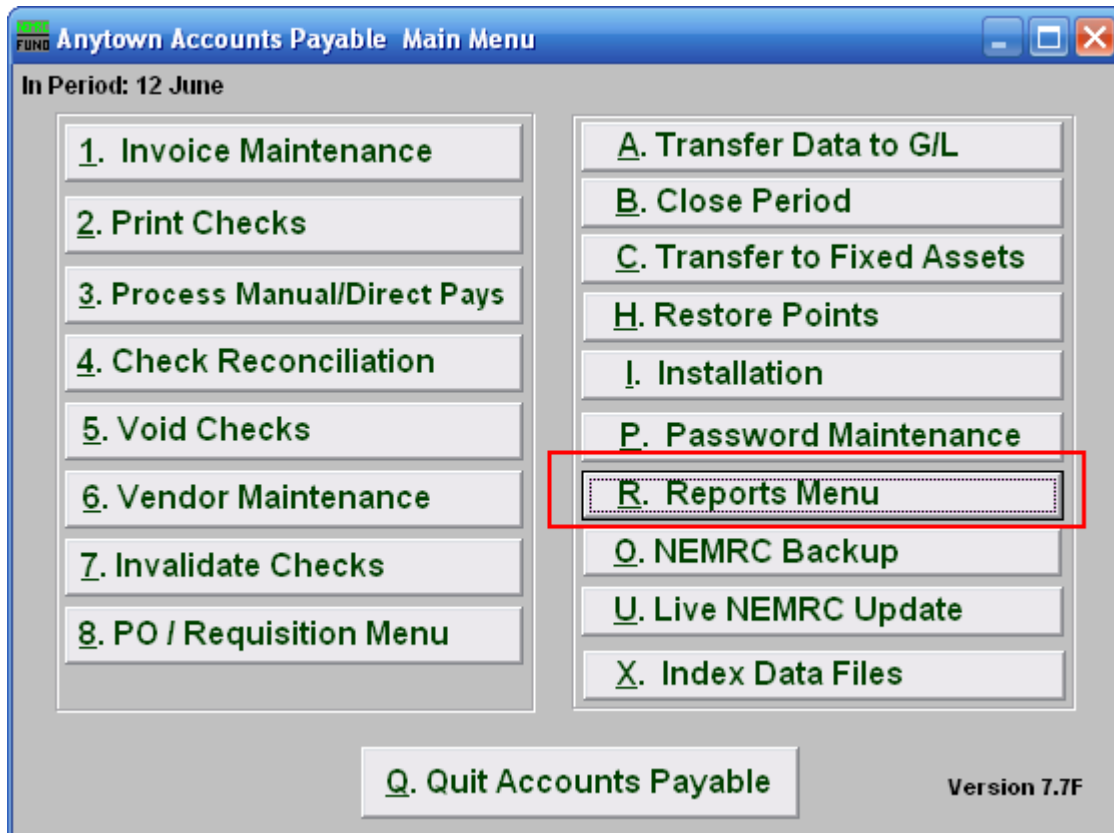 NEMRC
FUND Anytown Accounts Payable Main Menu
In Period: 12 June
1. Invoice Maintenance
2. Print Checks
3. Process Manual/Direct Pays
4. Check Reconciliation
5. Void Checks
6. Vendor Maintenance
7. Invalidate Checks
8. PO / Requisition Menu
A. Transfer Data to G/L
B. Close Period
C. Transfer to Fixed Assets
H. Restore Points
I. Installation
P. Password Maintenance
R. Reports Menu
O. NEMRC Backup
U. Live NEMRC Update
X. Index Data Files
Q. Quit Accounts Payable
Version 7.7F